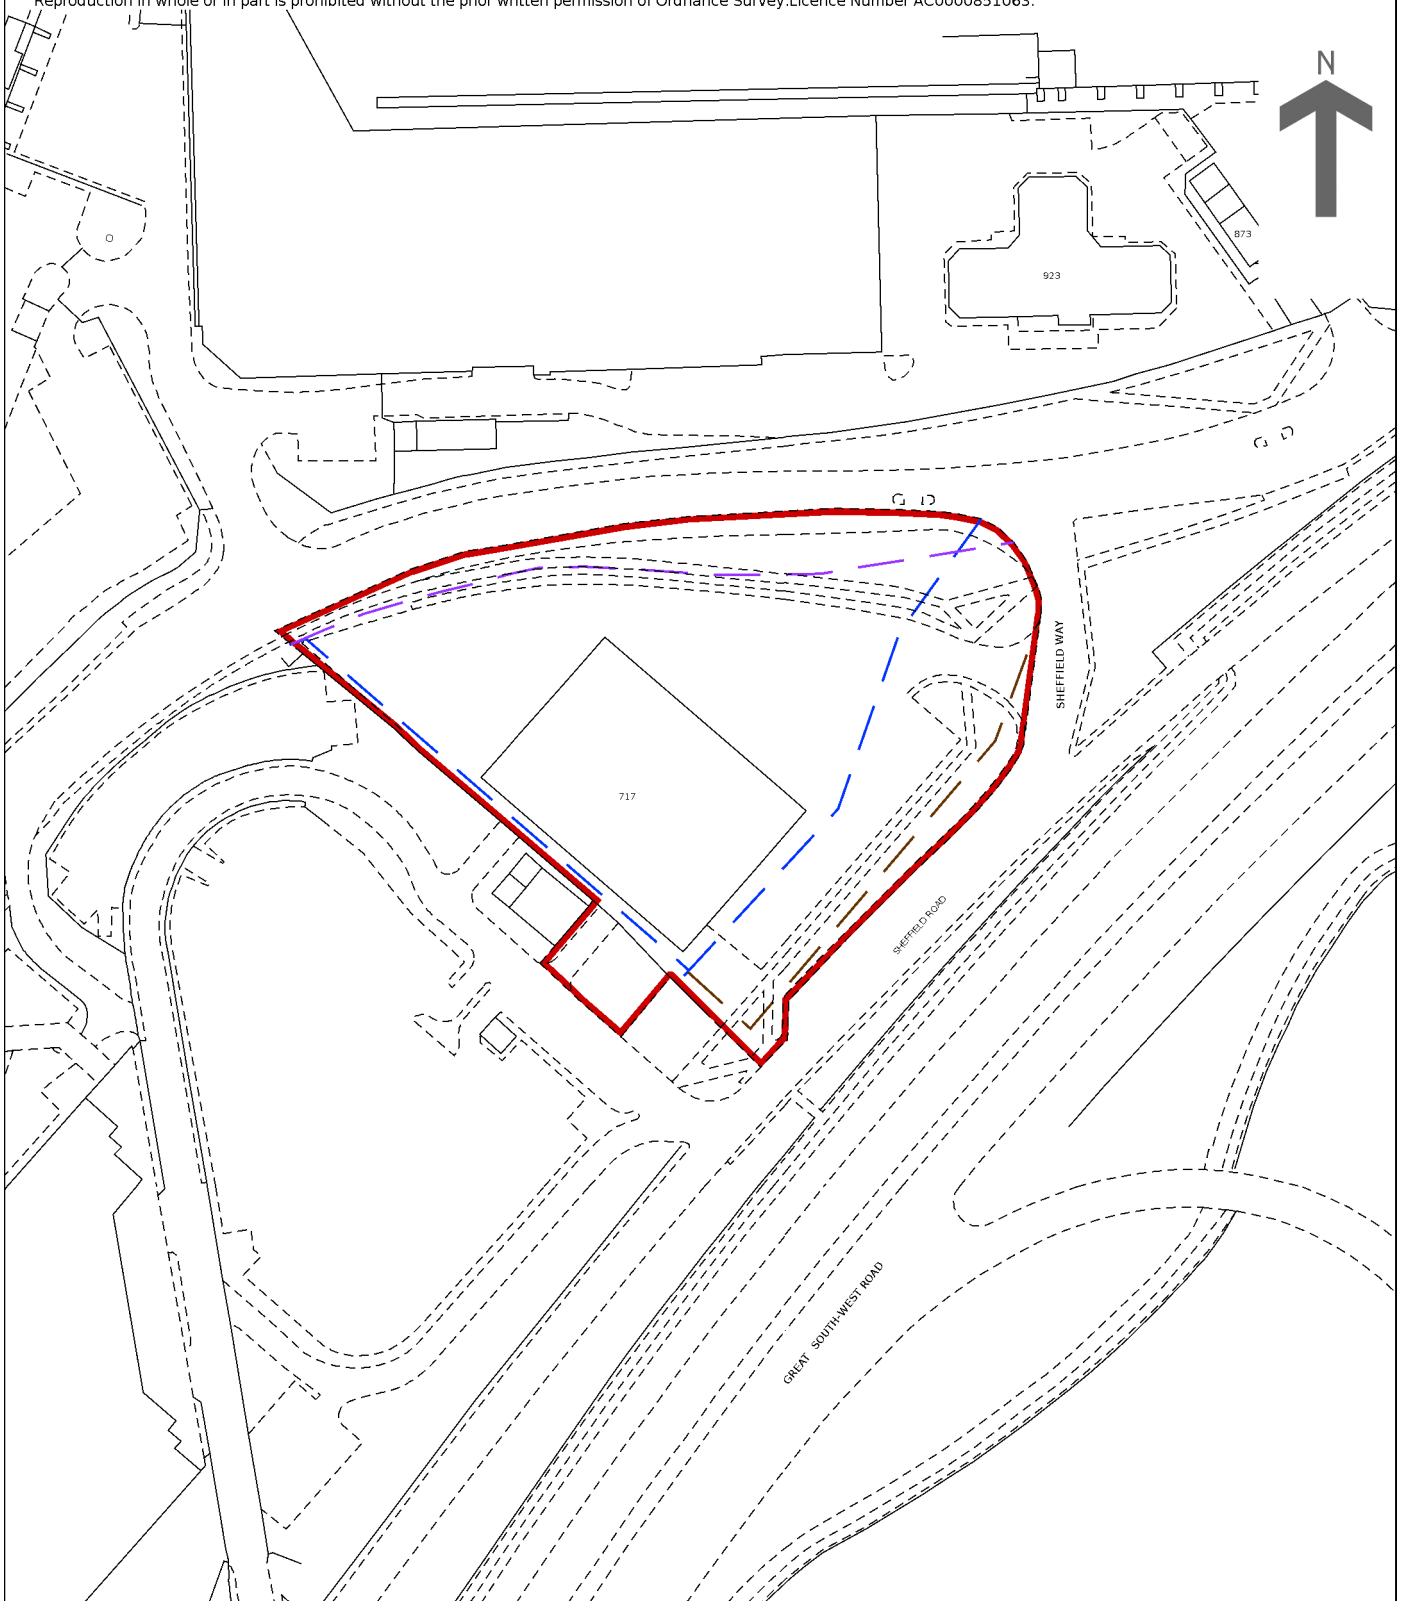 Reproduction in whole or in part is prohibited without the prior written permission of Ordnance Survey.Licence Number AC0000851063.
N
873
923
SHEFFIELD WAY
717
SHEFFIELD ROAD
GREAT SOUTH-WEST ROAD